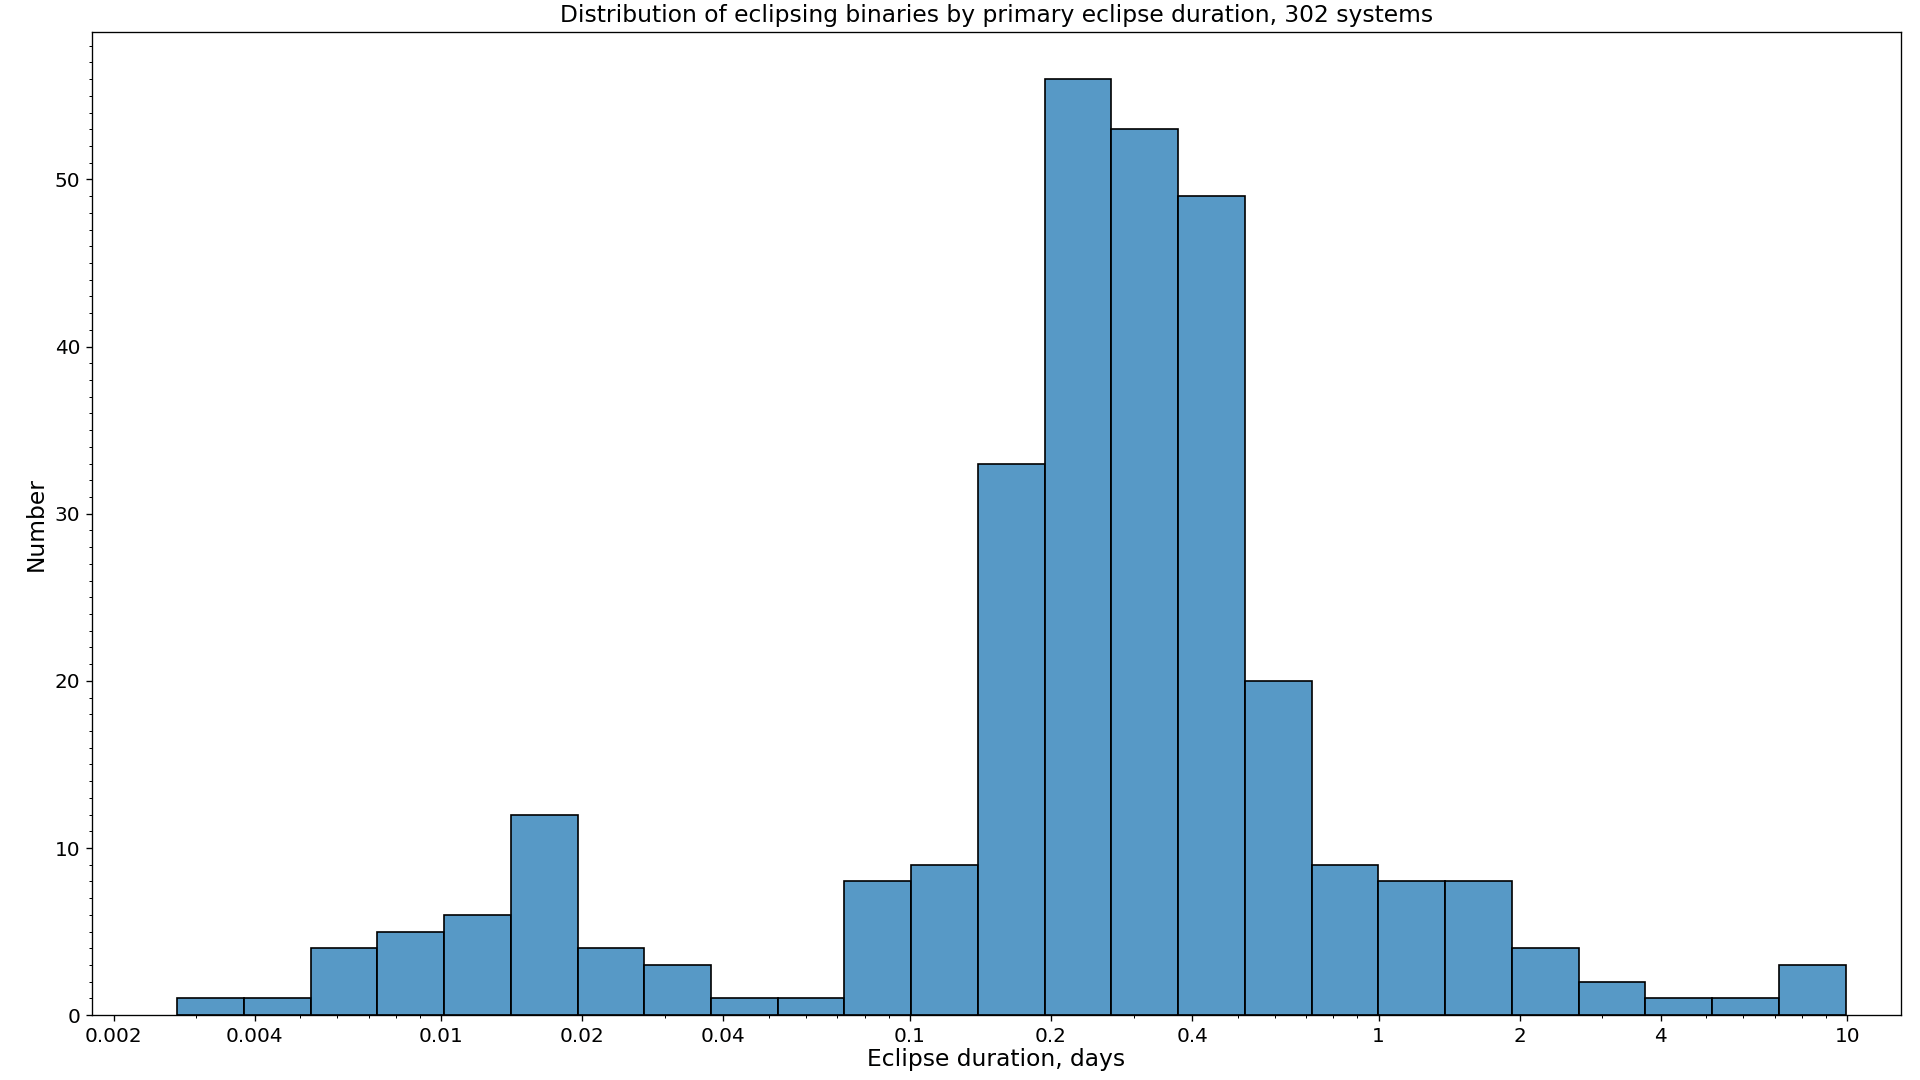 Distribution of eclipsing binaries by primary eclipse duration, 302 systems
50
40
30
20
10
0
Number
0.002 0.004 0.01 0.02 0.04 0.1 0.2 0.4 1 2 4 10
Eclipse duration, days